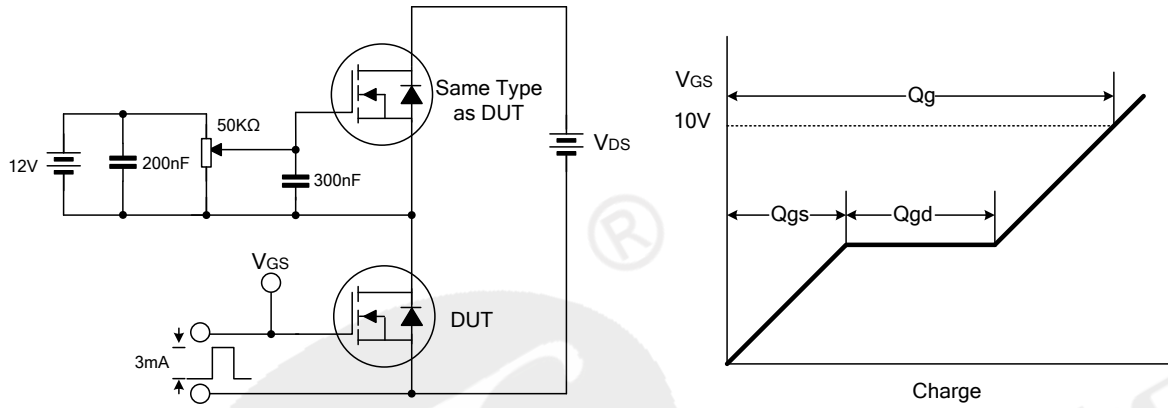 12V
200nF
50KΩ
300nF
Same Type
as DUT
VDS
VGS
3mA
DUT
VGS
10V
Qg
Qgs
Qgd
Charge
®